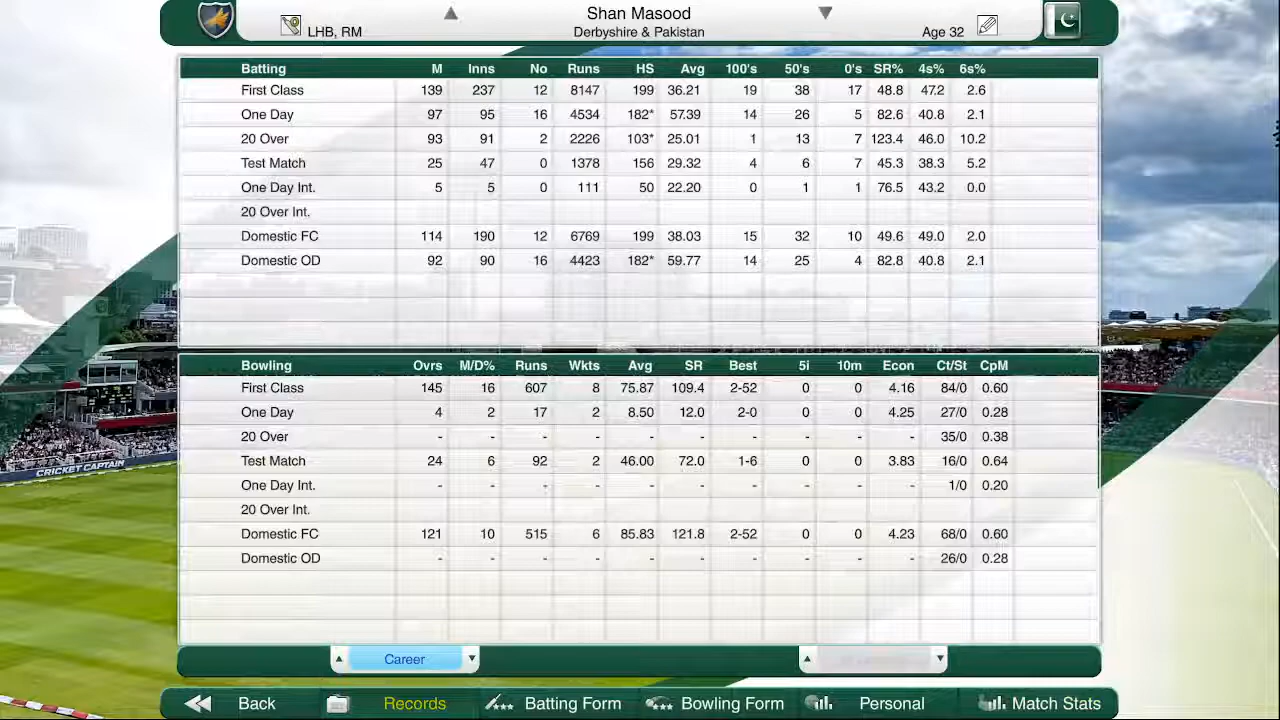 Shan Masood
LHB, RM
Derbyshire & Pakistan
Age 32
Batting M Inns No Runs HS Avg 100's 50's 0's SR% 4s% 6s%
First Class 139 237 12 8147 199 36.21 19 38 17 48.8 47.2 2.6
One Day 97 95 16 4534 182* 57.39 14 26 5 82.6 40.8 2.1
20 Over 93 91 2 2226 103* 25.01 1 13 7 123.4 46.0 10.2
Test Match 25 47 0 1378 156 29.32 4 6 7 45.3 38.3 5.2
One Day Int. 5 5 0 111 50 22.20 0 1 1 76.5 43.2 0.0
20 Over Int.
Domestic FC 114 190 12 6769 199 38.03 15 32 10 49.6 49.0 2.0
Domestic OD 92 90 16 4423 182* 59.77 14 25 4 82.8 40.8 2.1
Bowling Ovrs M/D% Runs Wkts Avg SR Best 5i 10m Econ Ct/St CpM
First Class 145 16 607 8 75.87 109.4 2-52 0 0 4.16 84/0 0.60
One Day 4 2 17 2 8.50 12.0 2-0 0 0 4.25 27/0 0.28
20 Over - - - - - - - - - - 35/0 0.38
Test Match 24 6 92 2 46.00 72.0 1-6 0 0 3.83 16/0 0.64
One Day Int. - - - - - - - - - - 1/0 0.20
20 Over Int.
Domestic FC 121 10 515 6 85.83 121.8 2-52 0 0 4.23 68/0 0.60
Domestic OD - - - - - - - - - - 26/0 0.28
CRICKET CAPTAIN
Career
Back Records Batting Form Bowling Form Personal Match Stats